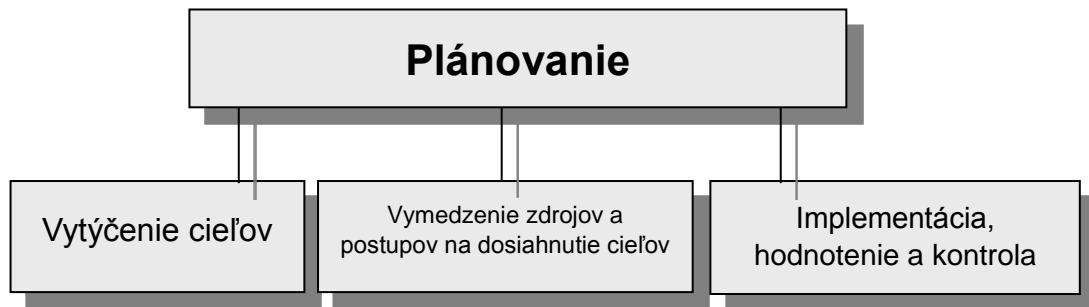 Plánovanie
Vytýčenie cieľov
Vymedzenie zdrojov a
postupov na dosiahnutie cieľov
Implementácia,
hodnotenie a kontrola